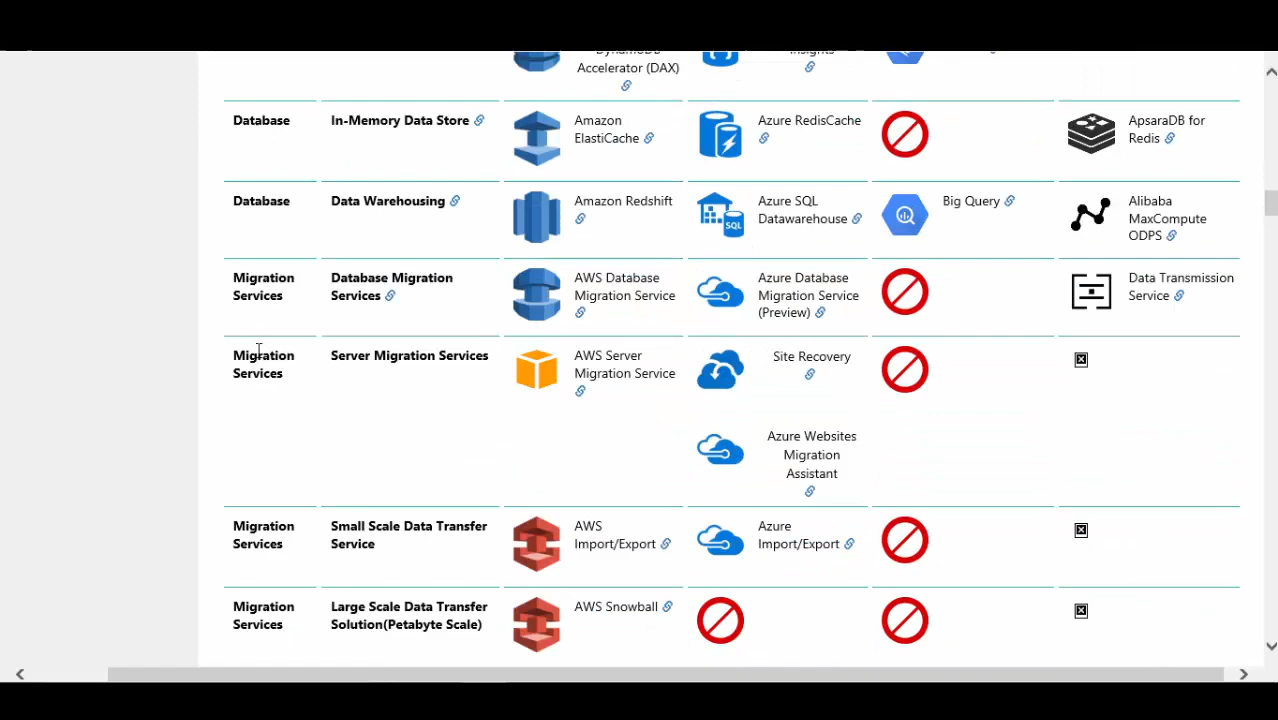 DynamoDB
Accelerator (DAX)
Insights
Database
In-Memory Data Store
Amazon
ElastiCache
Azure RedisCache
ApsaraDB for
Redis
Database
Data Warehousing
Amazon Redshift
Azure SQL
Datawarehouse
SQL
Big Query
Alibaba
MaxCompute
ODPS
Migration
Services
Database Migration
Services
AWS Database
Migration Service
Azure Database
Migration Service
(Preview)
Data Transmission
Service
Migration
Services
Server Migration Services
AWS Server
Migration Service
Site Recovery
Azure Websites
Migration
Assistant
Migration
Services
Small Scale Data Transfer
Service
AWS
Import/Export
Azure
Import/Export
Migration
Services
Large Scale Data Transfer
Solution(Petabyte Scale)
AWS Snowball